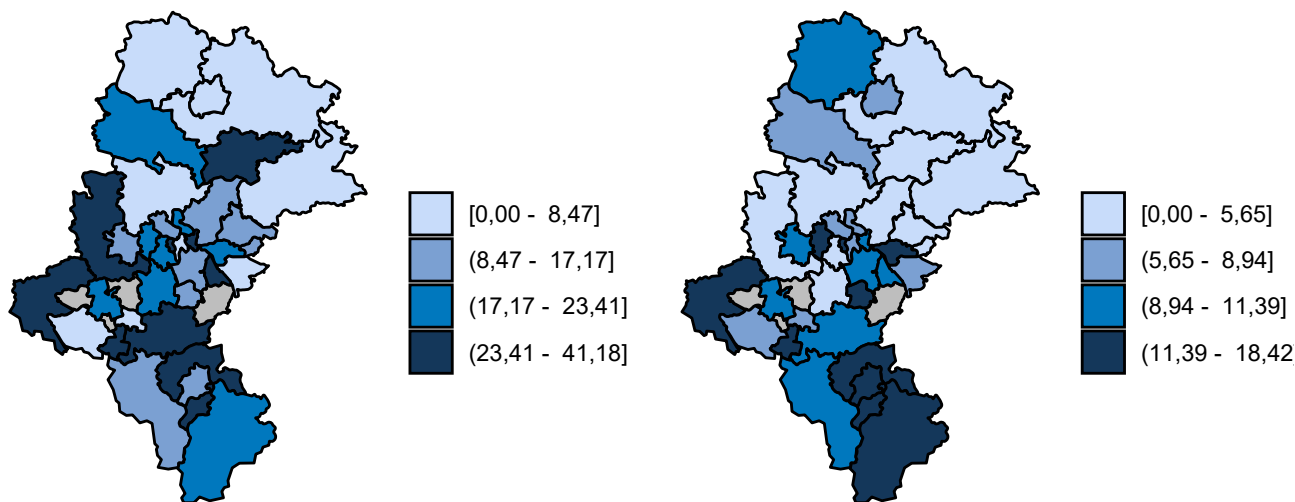 [0,00 - 8,47]
(8,47 - 17,17]
(17,17 - 23,41]
(23,41 - 41,18]
[0,00 - 5,65]
(5,65 - 8,94]
(8,94 - 11,39]
(11,39 - 18,42]